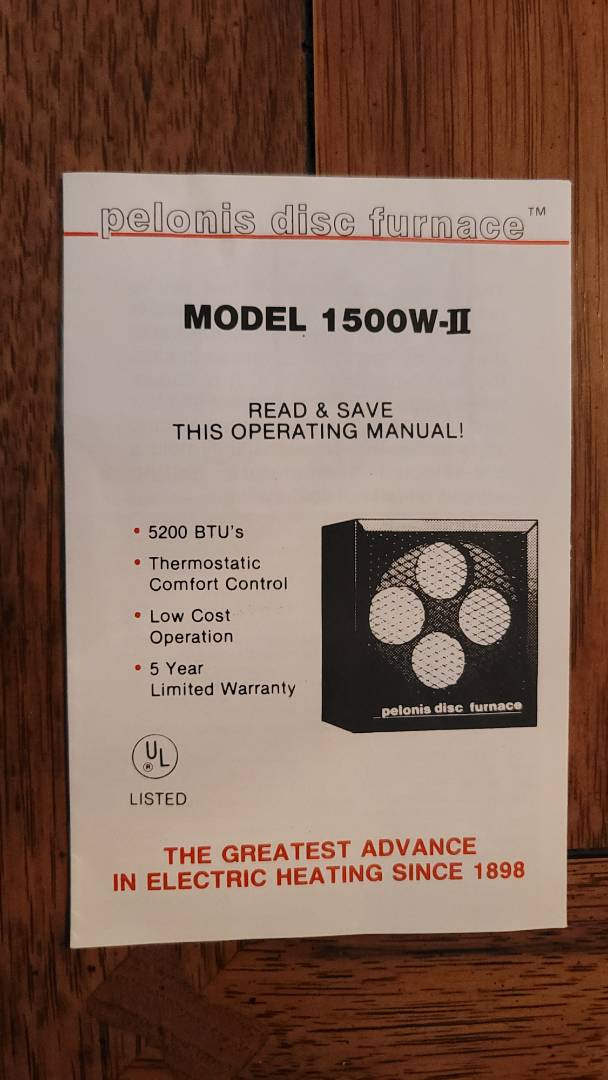 pelonis disc furnace™
MODEL 1500W-II
READ & SAVE
THIS OPERATING MANUAL!
• 5200 BTU's
• Thermostatic
Comfort Control
• Low Cost
Operation
• 5 Year
Limited Warranty
pelonis disc furnace
UL
®
LISTED
THE GREATEST ADVANCE
IN ELECTRIC HEATING SINCE 1898